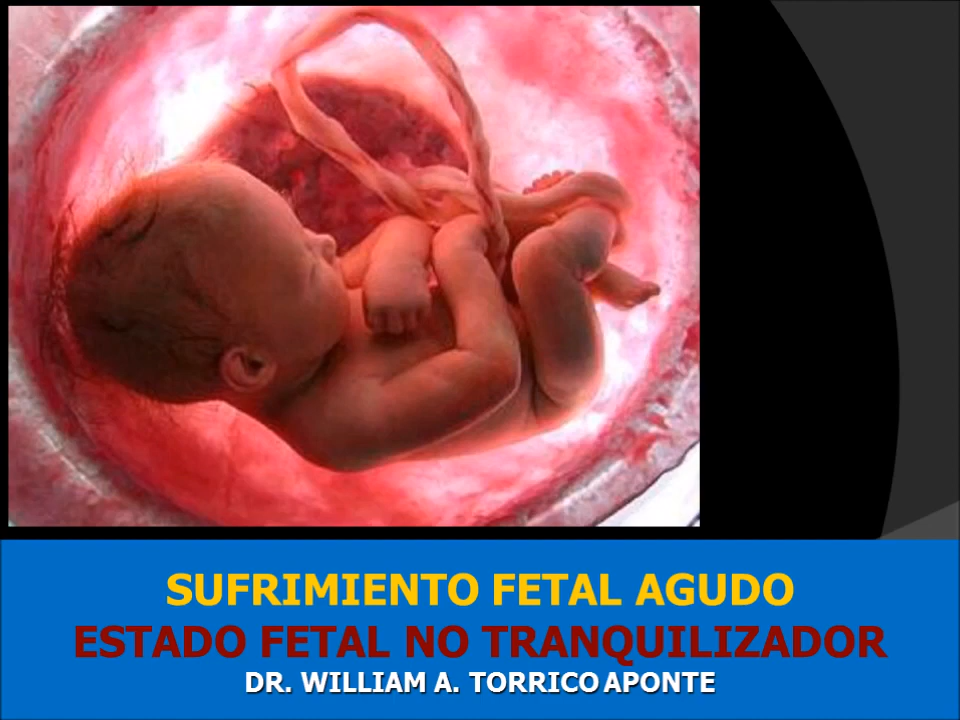 SUFRIMIENTO FETAL AGUDO
ESTADO FETAL NO TRANQUILIZADOR
DR. WILLIAM A. TORRICO APONTE